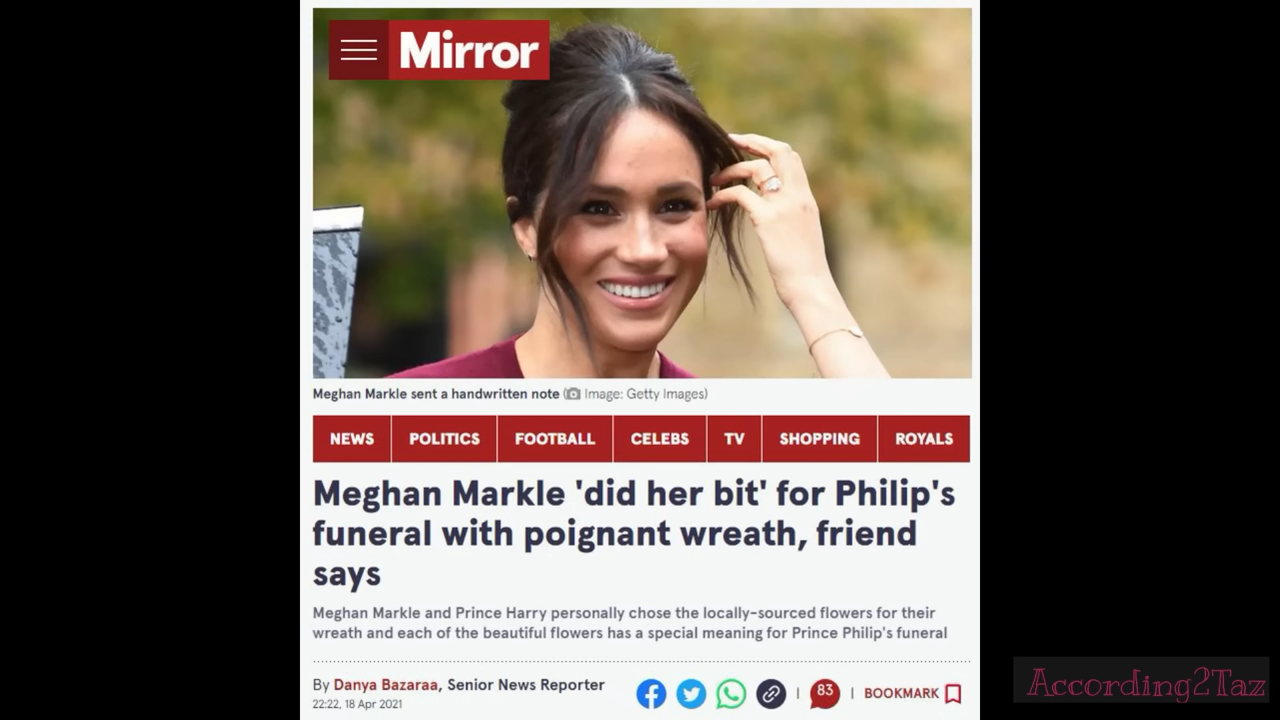 Mirror
Meghan Markle sent a handwritten note (Image: Getty Images)
NEWS POLITICS FOOTBALL CELEBS TV SHOPPING ROYALS
Meghan Markle 'did her bit' for Philip's
funeral with poignant wreath, friend
says
Meghan Markle and Prince Harry personally chose the locally-sourced flowers for their
wreath and each of the beautiful flowers has a special meaning for Prince Philip's funeral
By Danya Bazaraa, Senior News Reporter
22:22, 18 Apr 2021
83
BOOKMARK
According2Taz